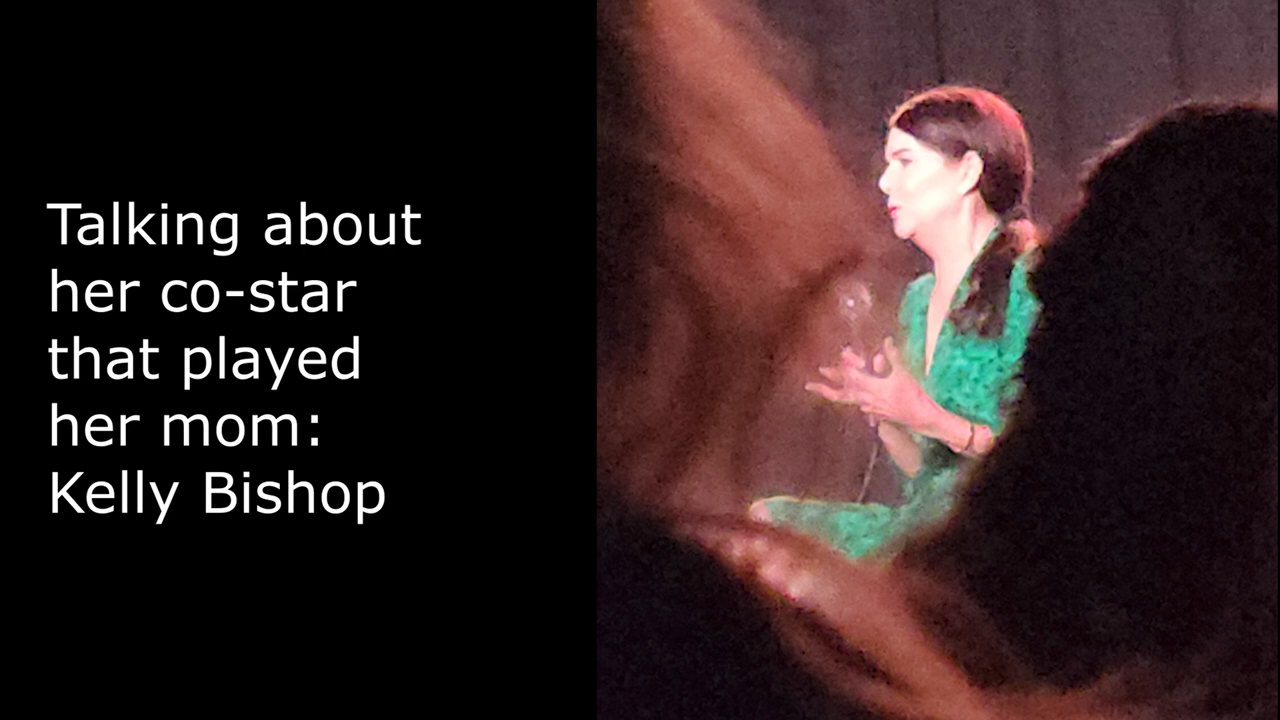 Talking about
her co-star
that played
her mom:
Kelly Bishop